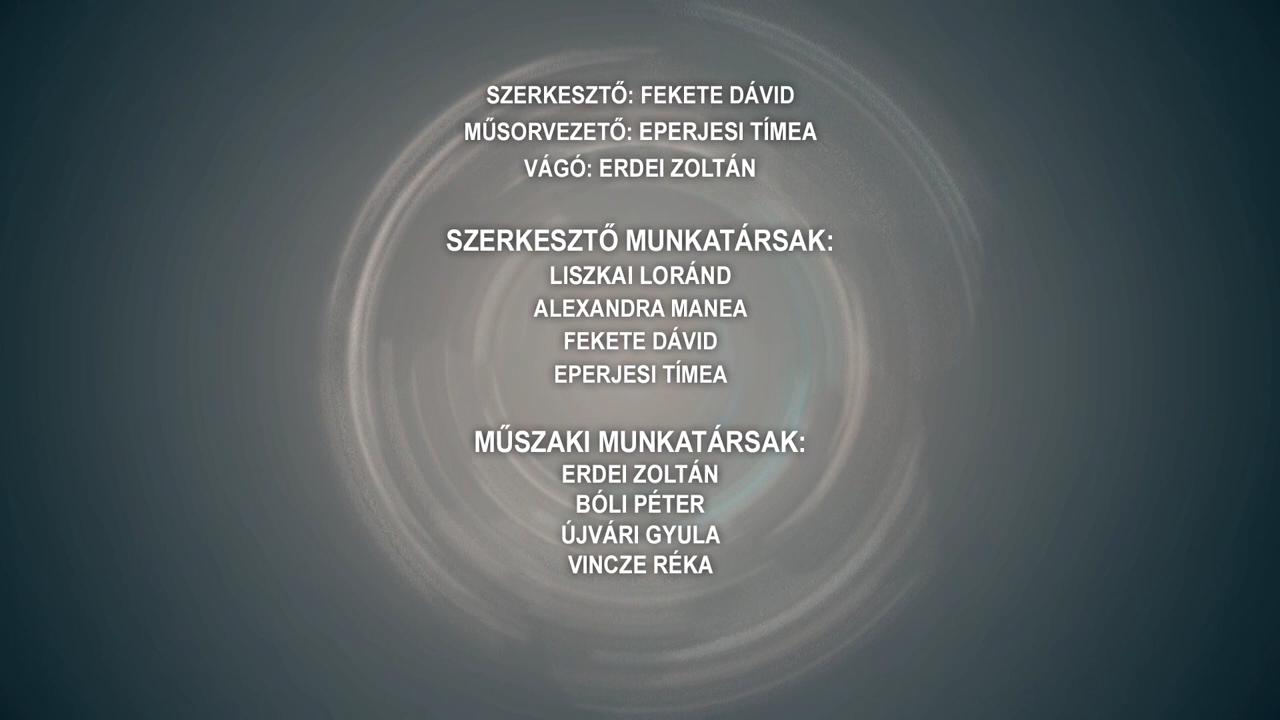 SZERKESZTŐ: FEKETE DÁVID
MŰSORVEZETŐ: EPERJESI TÍMEA
VÁGÓ: ERDEI ZOLTÁN
SZERKESZTŐ MUNKATÁRSAK:
LISZKAI LORÁND
ALEXANDRA MANEA
FEKETE DÁVID
EPERJESI TÍMEA
MŰSZAKI MUNKATÁRSAK:
ERDEI ZOLTÁN
BÓLI PÉTER
ÚJVÁRI GYULA
VINCZE RÉKA